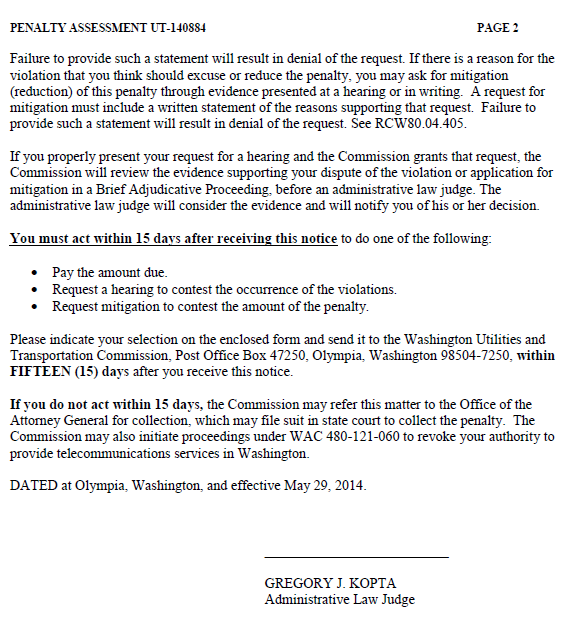 PENALTY ASSESSMENT UT-140884 PAGE 2
Failure to provide such a statement will result in denial of the request. If there is a reason for the
violation that you think should excuse or reduce the penalty, you may ask for mitigation
(reduction) of this penalty through evidence presented at a hearing or in writing.  A request for
mitigation must include a written statement of the reasons supporting that request.  Failure to
provide such a statement will result in denial of the request. See RCW80.04.405.
If you properly present your request for a hearing and the Commission grants that request, the
Commission will review the evidence supporting your dispute of the violation or application for
mitigation in a Brief Adjudicative Proceeding, before an administrative law judge. The
administrative law judge will consider the evidence and will notify you of his or her decision.
You must act within 15 days after receiving this notice to do one of the following:
• Pay the amount due.
• Request a hearing to contest the occurrence of the violations.
• Request mitigation to contest the amount of the penalty.
Please indicate your selection on the enclosed form and send it to the Washington Utilities and
Transportation Commission, Post Office Box 47250, Olympia, Washington 98504-7250, within
FIFTEEN (15) days after you receive this notice.
If you do not act within 15 days, the Commission may refer this matter to the Office of the
Attorney General for collection, which may file suit in state court to collect the penalty.  The
Commission may also initiate proceedings under WAC 480-121-060 to revoke your authority to
provide telecommunications services in Washington.
DATED at Olympia, Washington, and effective May 29, 2014.
GREGORY J. KOPTA
Administrative Law Judge